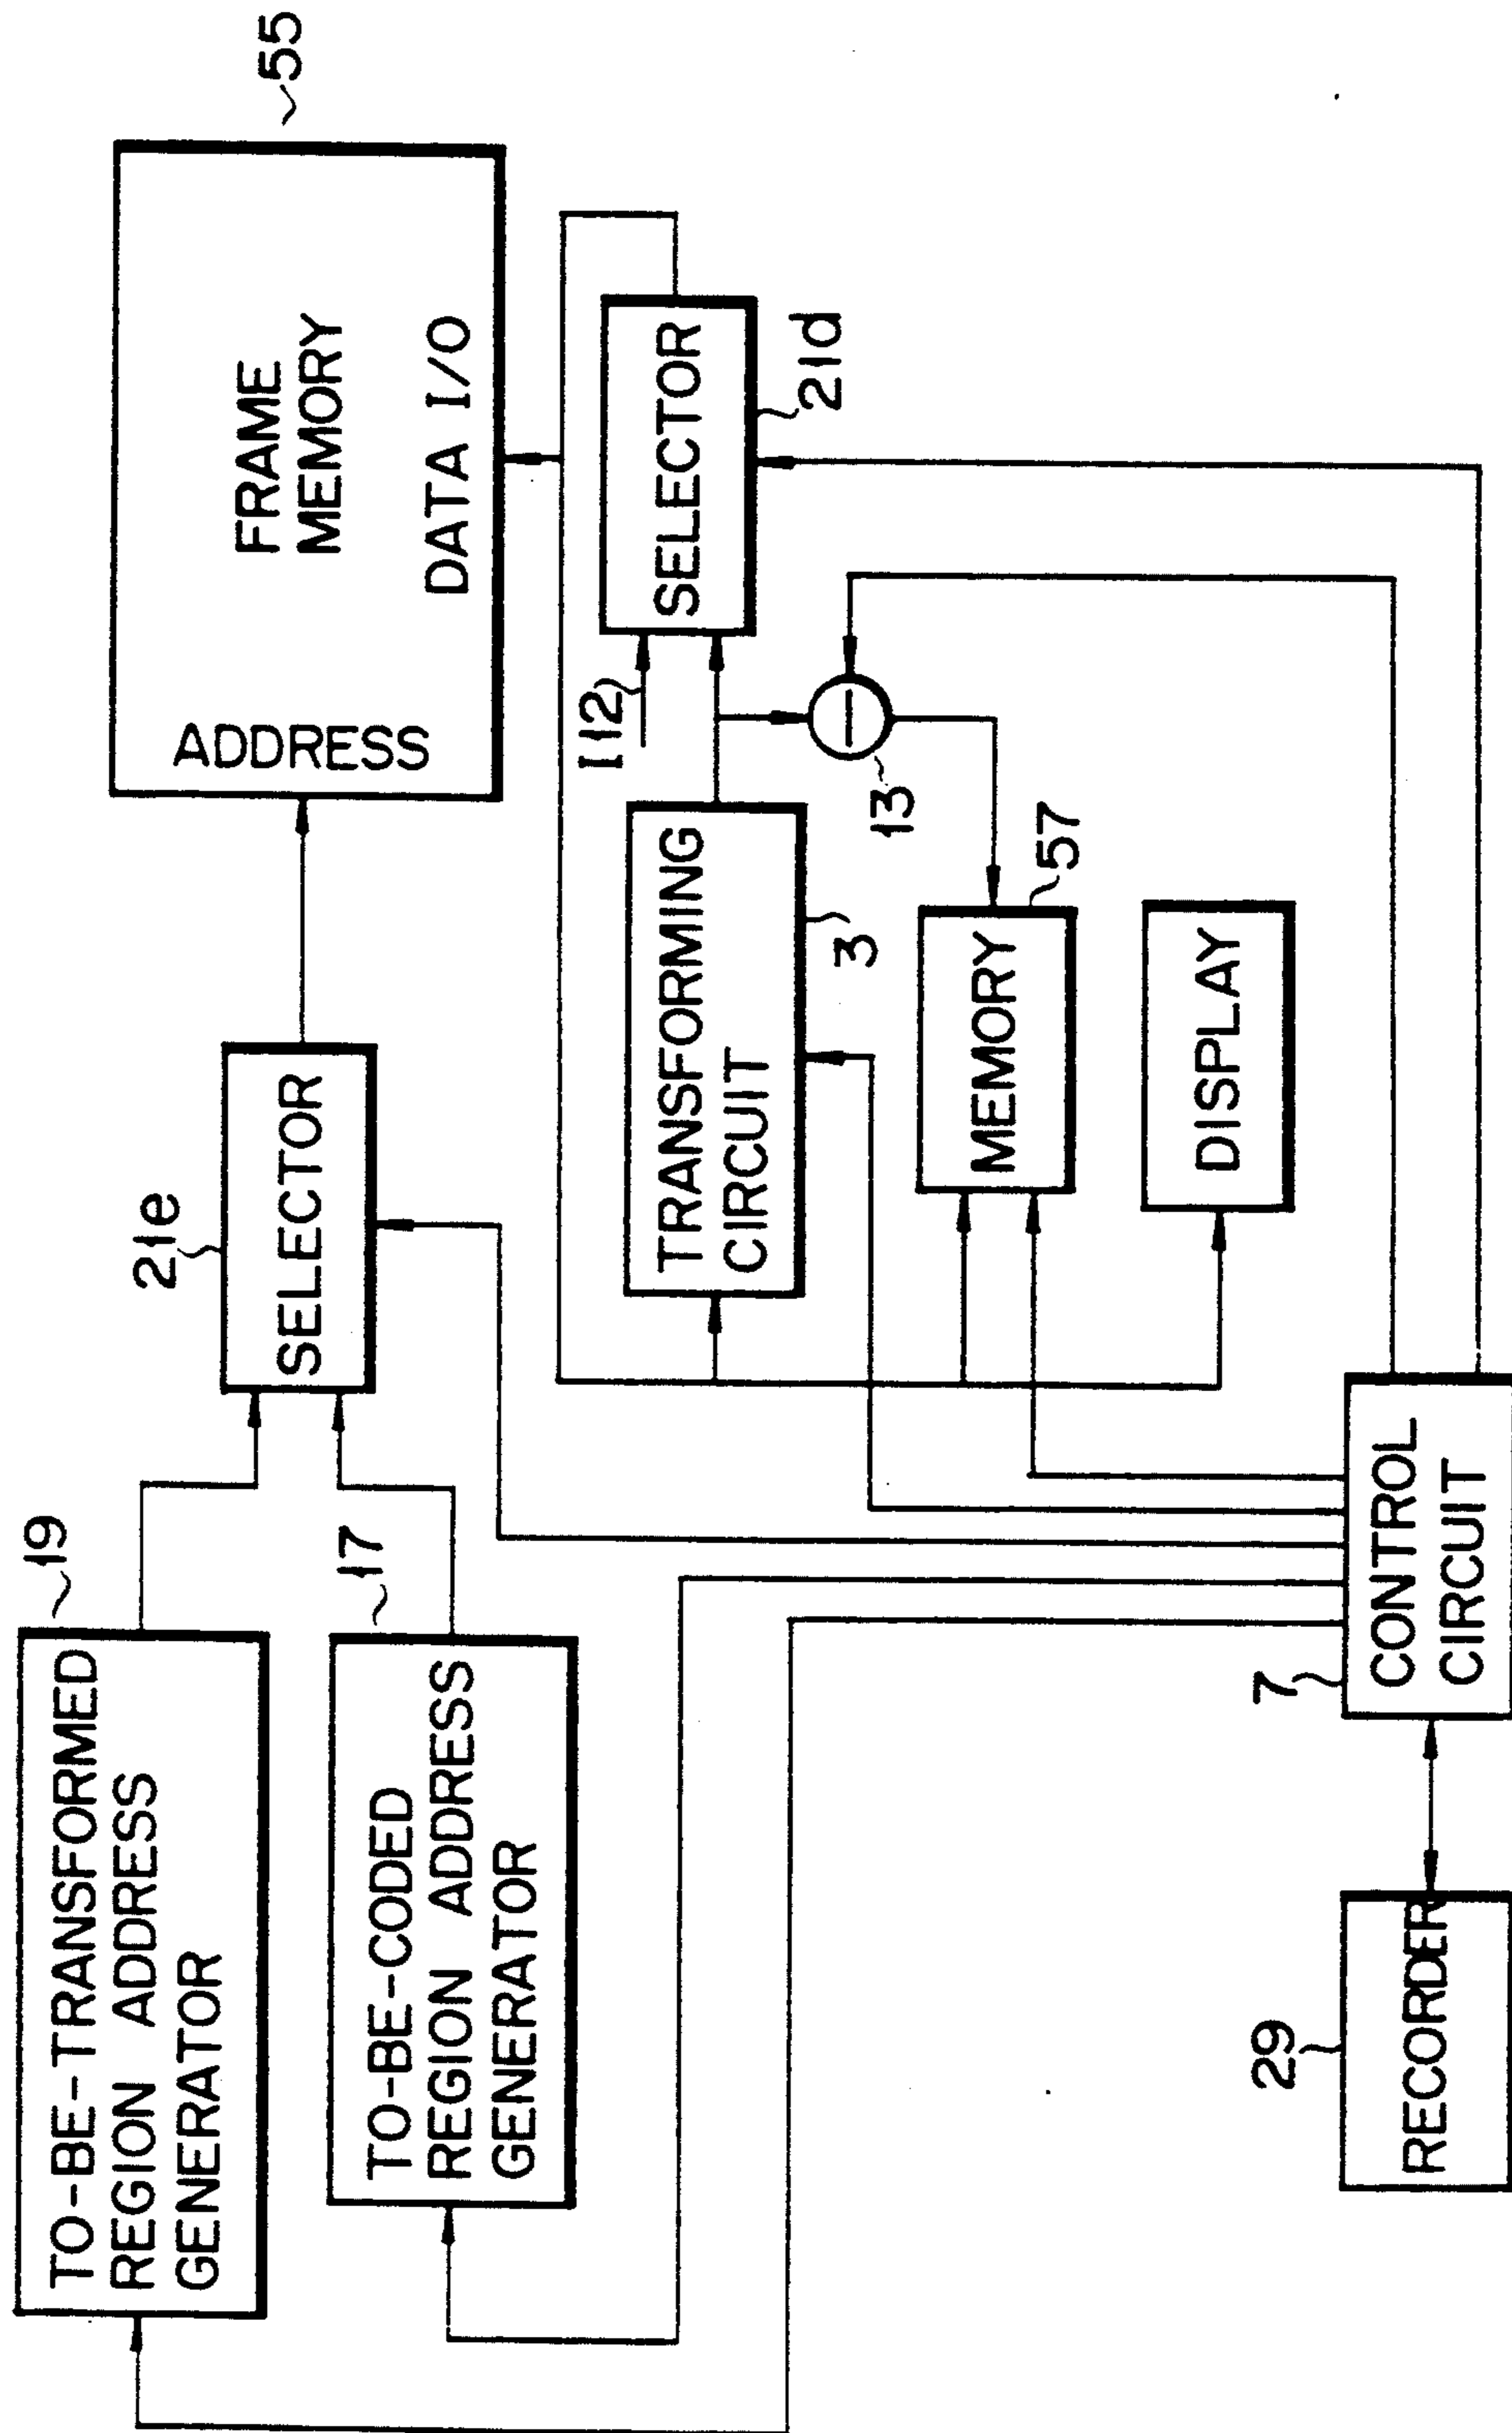 TO-BE-TRANSFORMED
REGION ADDRESS
GENERATOR
19
TO-BE-CODED
REGION ADDRESS
GENERATOR
17
21e
SELECTOR
ADDRESS
FRAME
MEMORY
DATA I/O
55
TRANSFORMING
CIRCUIT
3
I12
SELECTOR
21d
13
MEMORY
57
DISPLAY
7
CONTROL
CIRCUIT
29
RECORDER